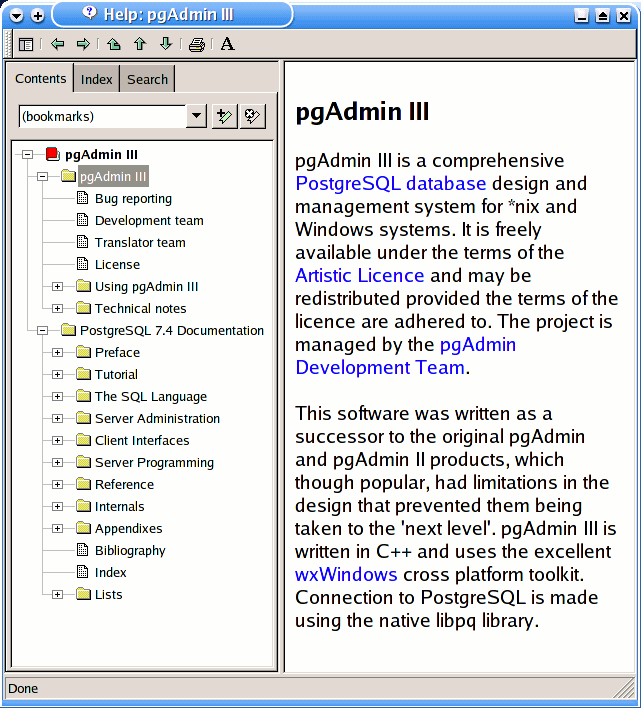 Help: pgAdmin III
A
Contents Index Search
(bookmarks)
pgAdmin III
pgAdmin III
Bug reporting
Development team
Translator team
License
Using pgAdmin III
Technical notes
PostgreSQL 7.4 Documentation
Preface
Tutorial
The SQL Language
Server Administration
Client Interfaces
Server Programming
Reference
Internals
Appendixes
Bibliography
Index
Lists
pgAdmin III
pgAdmin III is a comprehensive
PostgreSQL database design and
management system for *nix and
Windows systems. It is freely
available under the terms of the
Artistic Licence and may be
redistributed provided the terms of the
licence are adhered to. The project is
managed by the pgAdmin
Development Team.
This software was written as a
successor to the original pgAdmin
and pgAdmin II products, which
though popular, had limitations in the
design that prevented them being
taken to the 'next level'. pgAdmin III is
written in C++ and uses the excellent
wxWindows cross platform toolkit.
Connection to PostgreSQL is made
using the native libpq library.
Done